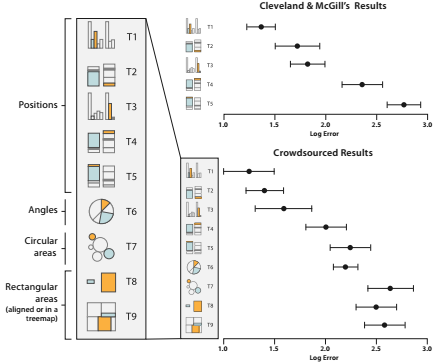 Positions
Angles
Circular
areas
Rectangular
areas
(aligned or in a
treemap)
T1
T2
T3
T4
T5
T6
T7
T8
T9
Cleveland & McGill's Results
T1
T2
T3
T4
T5
1.0 1.5 2.0 2.5 3.0
Log Error
Crowdsourced Results
T1
T2
T3
T4
T5
T6
T7
T8
T9
1.0 1.5 2.0 2.5 3.0
Log Error